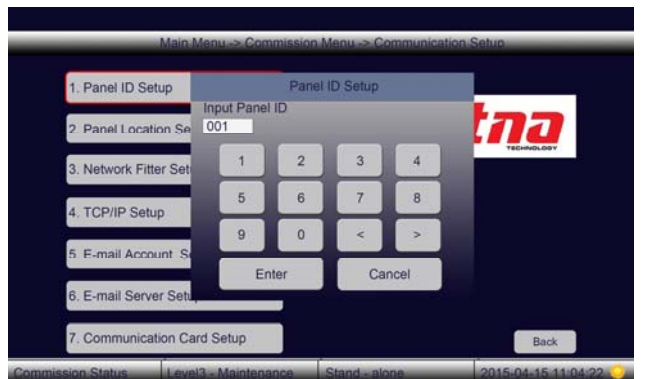 Main Menu -> Commission Menu -> Communication Setup
1. Panel ID Setup
Panel ID Setup
Input Panel ID
001
2. Panel Location Se
tna
TECHNOLOGY
3. Network Fitter Set
1 2 3 4
4. TCP/IP Setup
5 6 7 8
9 0 < >
5. E-mail Account Se
Enter Cancel
6. E-mail Server Setu
7. Communication Card Setup
Back
Commission Status Level3 - Maintenance Stand - alone 2015-04-15 11:04:22